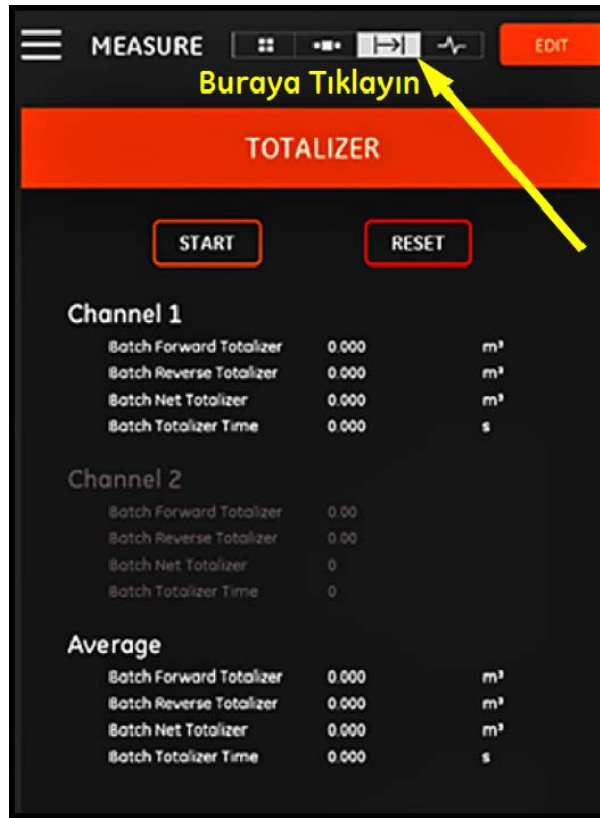 MEASURE EDIT
Buraya Tıklayın
TOTALIZER
START RESET
Channel 1
Batch Forward Totalizer 0.000 m³
Batch Reverse Totalizer 0.000 m³
Batch Net Totalizer 0.000 m³
Batch Totalizer Time 0.000 s
Channel 2
Batch Forward Totalizer 0.00
Batch Reverse Totalizer 0.00
Batch Net Totalizer 0
Batch Totalizer Time 0
Average
Batch Forward Totalizer 0.000 m³
Batch Reverse Totalizer 0.000 m³
Batch Net Totalizer 0.000 m³
Batch Totalizer Time 0.000 s